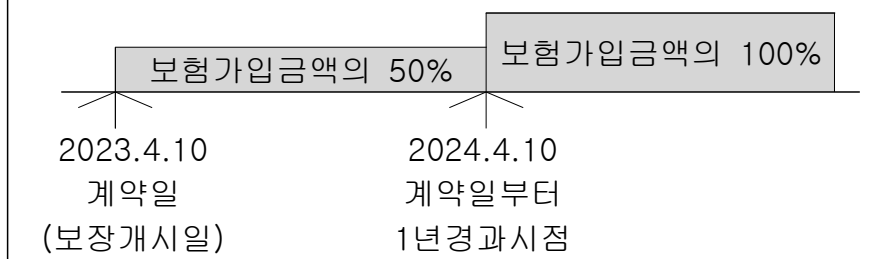 보험가입금액의 50%
보험가입금액의 100%
2023.4.10
계약일
(보장개시일)
2024.4.10
계약일부터
1년경과시점